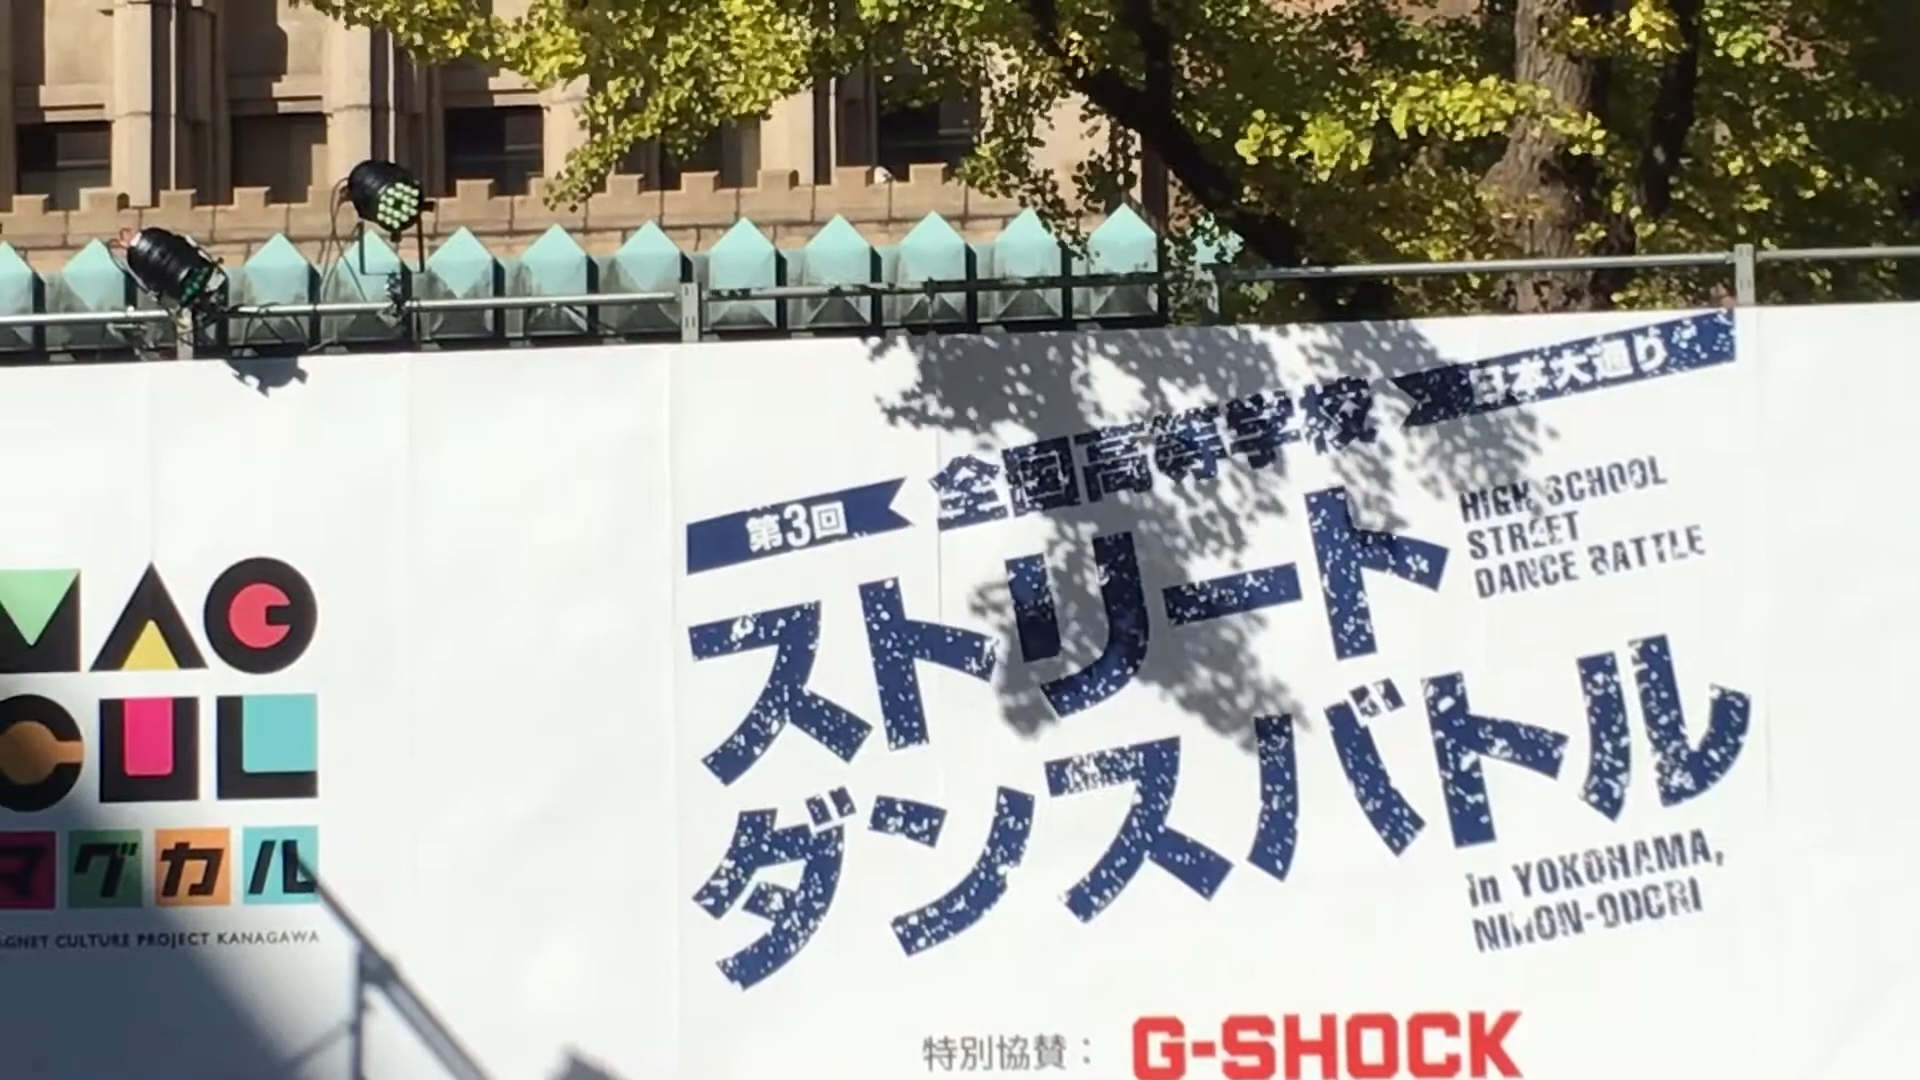 MAG
CUL
マグカル
AGNET CULTURE PROJECT KANAGAWA
日本大通り
全国高等学校
第3回
ストリート
HIGH SCHOOL
STREET
DANCE BATTLE
ダンスバトル
in YOKOHAMA,
NIHON-ODORI
特別協賛：G-SHOCK